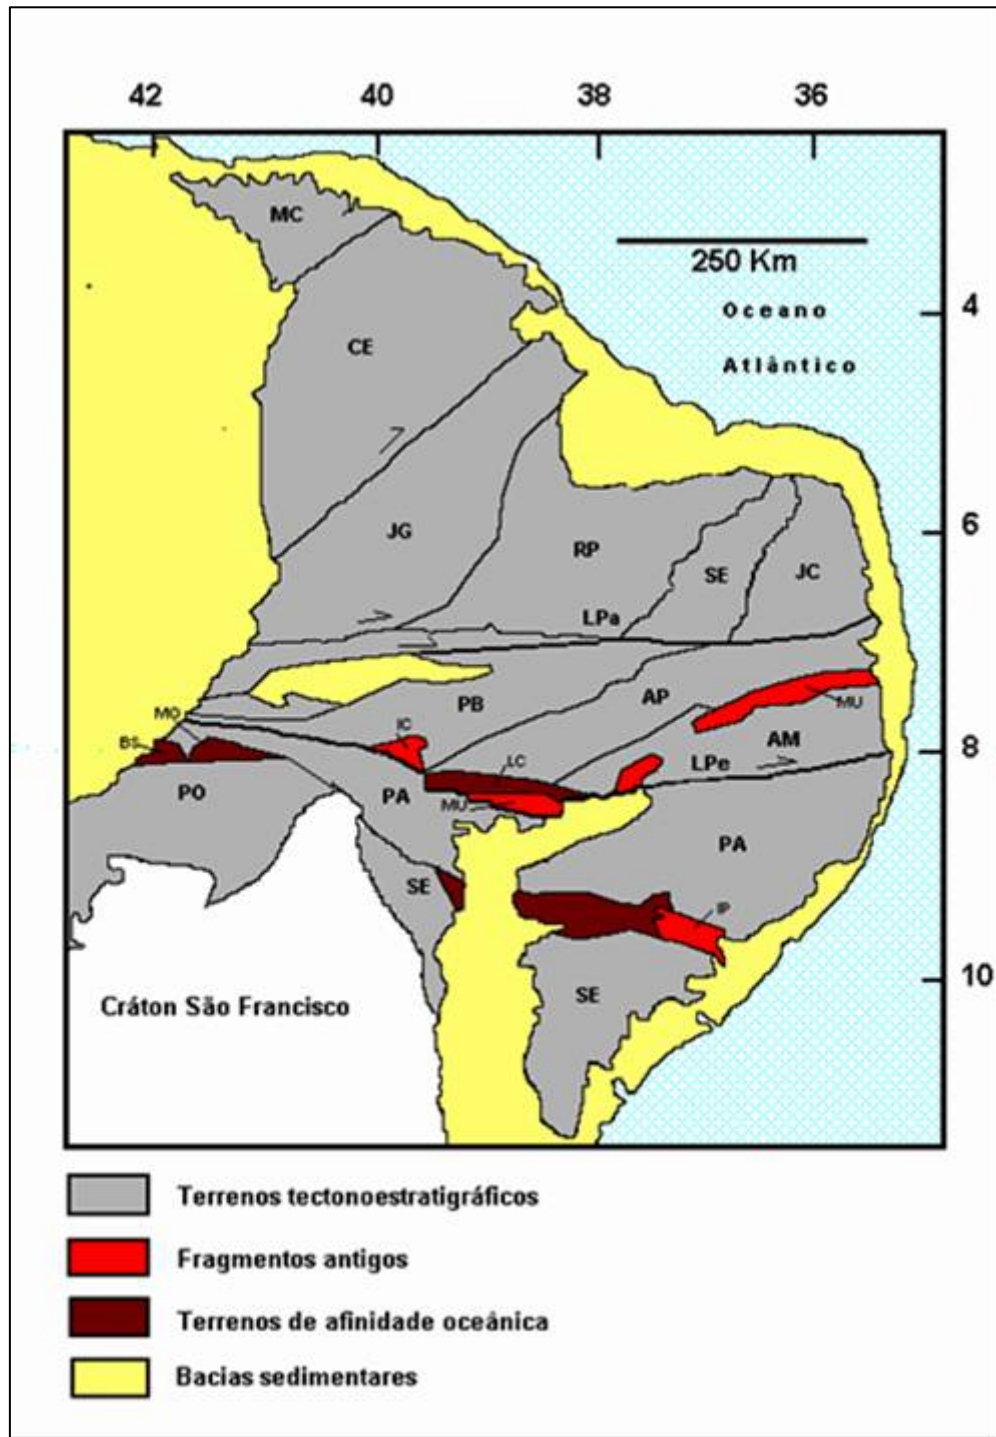 42 40 38 36
MC
250 Km
Oceano
4
CE
Atlântico
JG
6
RP
SE
JC
LPa
PB
AP
MU
MO
IC
AM
BS
LC
LPe
8
PO
PA
MU
PA
SE
IP
10
Cráton São Francisco
SE
Terrenos tectonoestratigráficos
Fragmentos antigos
Terrenos de afinidade oceânica
Bacias sedimentares